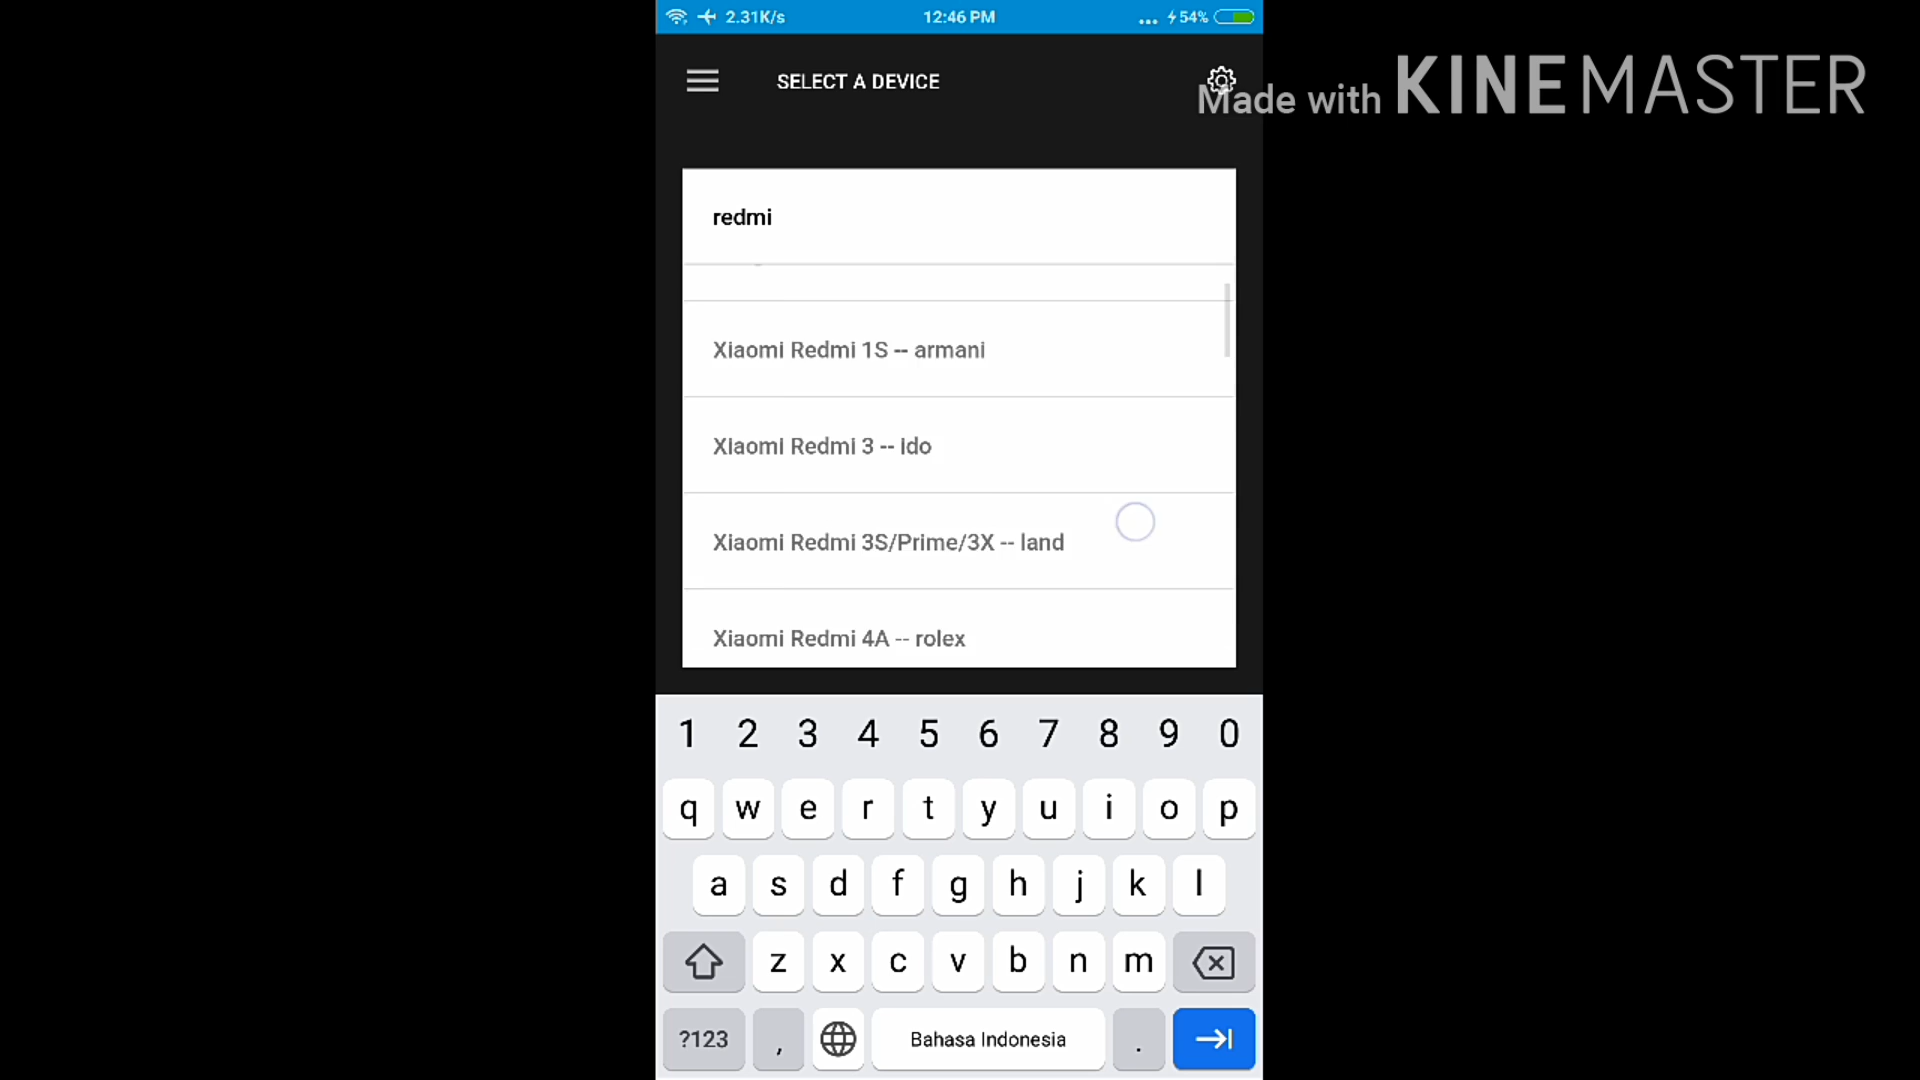 2.31K/s 12:46 PM ... 54%
SELECT A DEVICE
Made with KINEMASTER
redmi
Xiaomi Redmi 1S -- armani
Xiaomi Redmi 3 -- ido
Xiaomi Redmi 3S/Prime/3X -- land
Xiaomi Redmi 4A -- rolex
1 2 3 4 5 6 7 8 9 0
q w e r t y u i o p
a s d f g h j k l
z x c v b n m
?123 , Bahasa Indonesia .